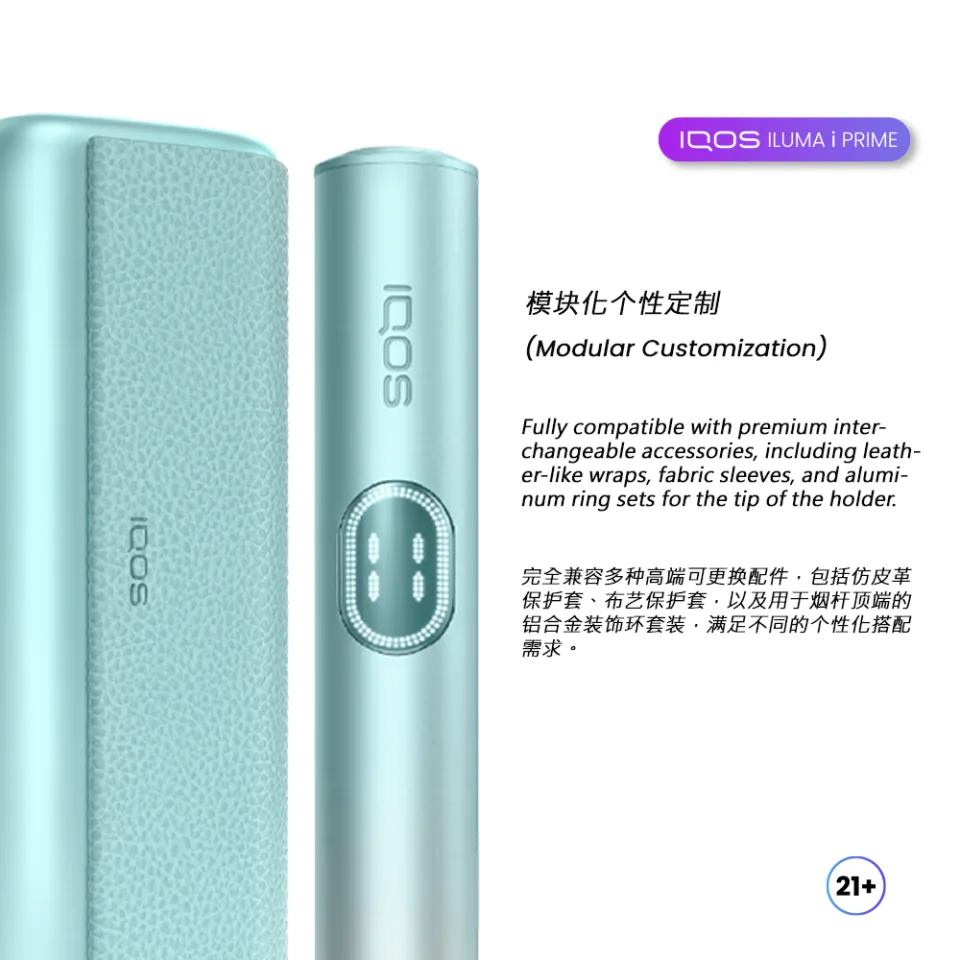 IQOS ILUMA i PRIME
IQOS
IQOS
模块化个性定制
(Modular Customization)
Fully compatible with premium inter-
changeable accessories, including leath-
er-like wraps, fabric sleeves, and alumi-
num ring sets for the tip of the holder.
完全兼容多种高端可更换配件，包括仿皮革
保护套、布艺保护套，以及用于烟杆顶端的
铝合金装饰环套装，满足不同的个性化搭配
需求。
21+